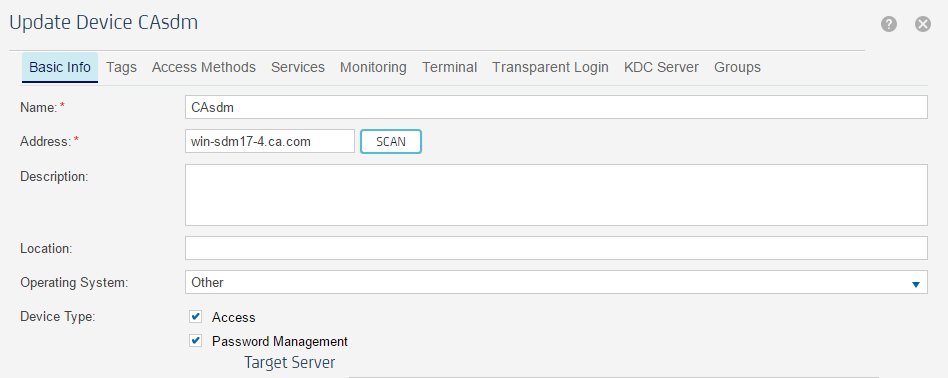 Update Device CAsdm
Basic Info Tags Access Methods Services Monitoring Terminal Transparent Login KDC Server Groups
Name: * CAsdm
Address: * win-sdm17-4.ca.com SCAN
Description:
Location:
Operating System: Other
Device Type: Access
Password Management
Target Server